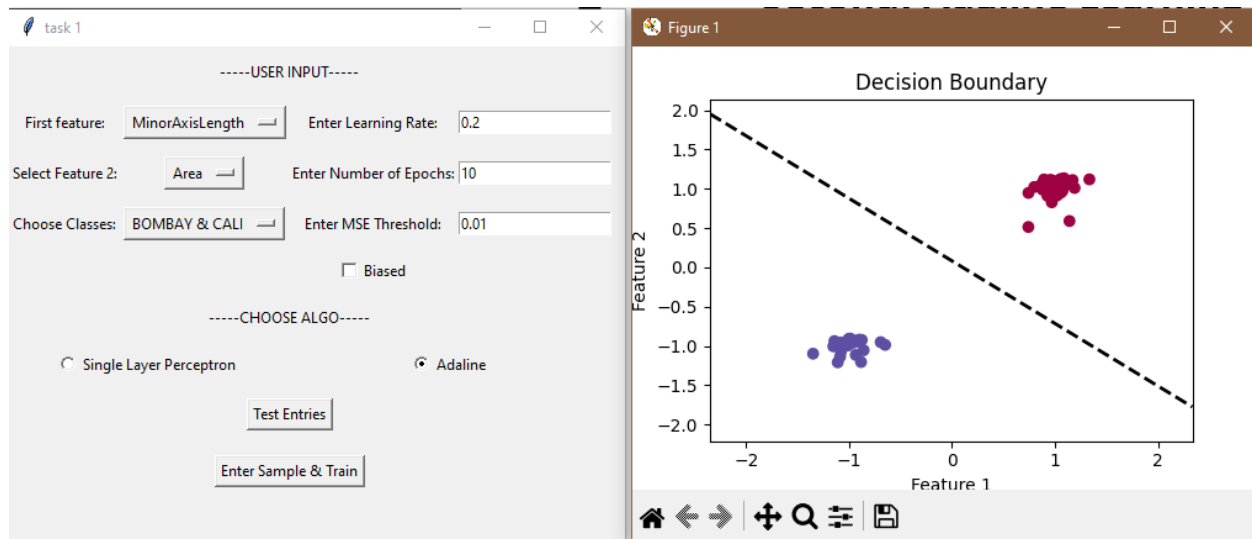 task 1
-----USER INPUT-----
First feature: MinorAxisLength Enter Learning Rate: 0.2
Select Feature 2: Area Enter Number of Epochs: 10
Choose Classes: BOMBAY & CALI Enter MSE Threshold: 0.01
Biased
-----CHOOSE ALGO-----
Single Layer Perceptron Adaline
Test Entries
Enter Sample & Train
Figure 1
Decision Boundary
2.0
1.5
1.0
0.5
0.0
−0.5
−1.0
−1.5
−2.0
Feature 2
−2 −1 0 1 2
Feature 1